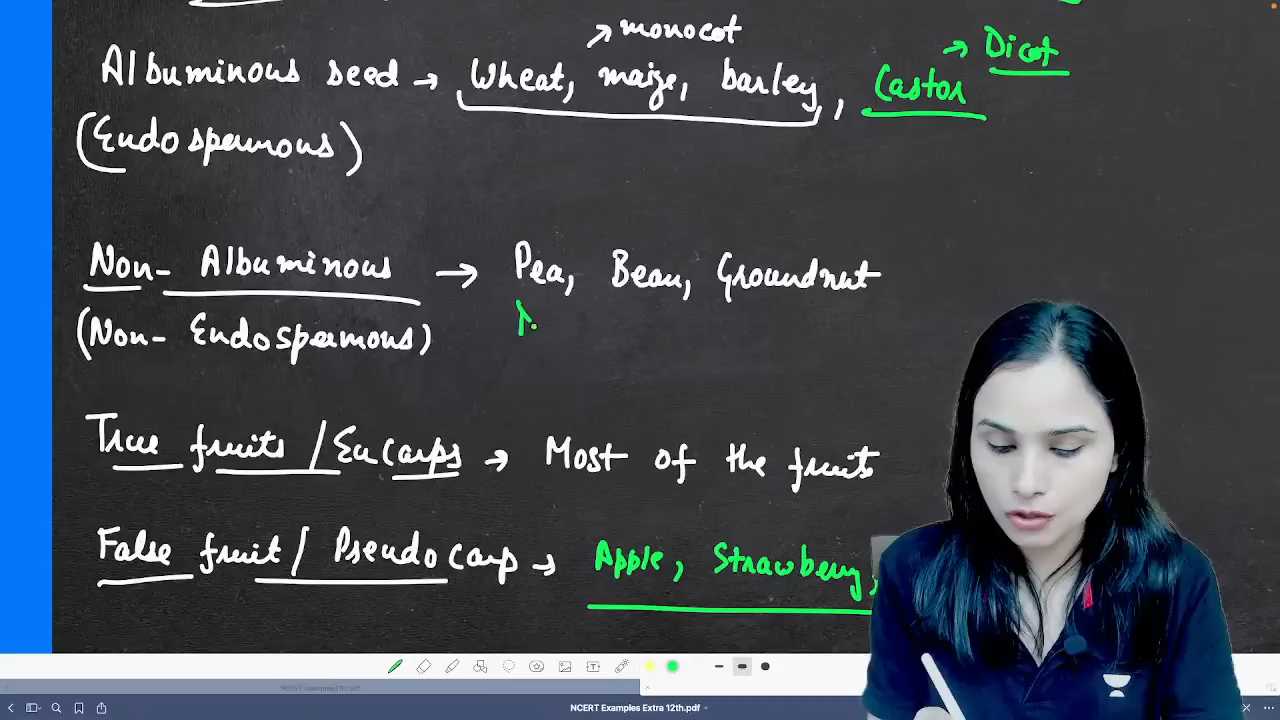 → monocot
→ Dicot
Albuminous seed → Wheat, maize, barley, Castor
(Endospermous)
Non- Albuminous → Pea, Bean, Groundnut
(Non- Endospermous)
True fruits / Eucarps → Most of the fruits
False fruit / Pseudocarp → Apple, Strawberry,
NCERT Examples Extra 12th.pdf